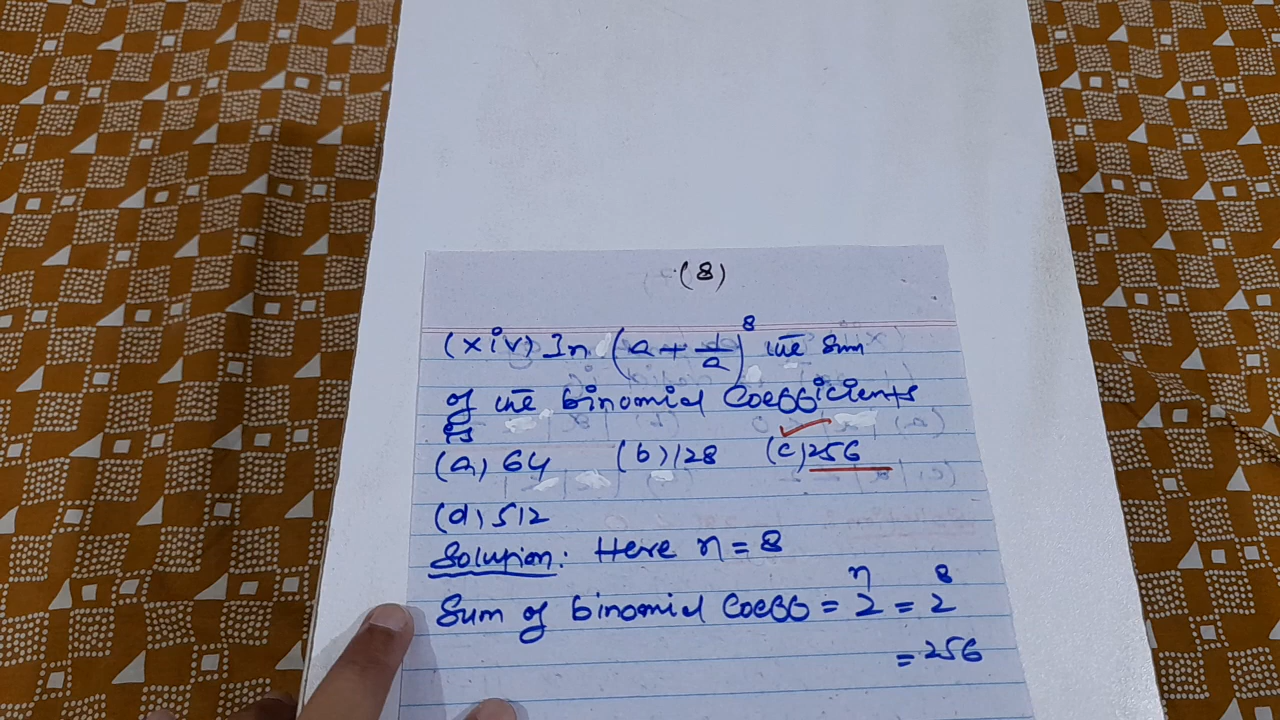 (8)
(xiv) In (a + 1/a)^8 the sum
of the binomial coefficients
is
(a) 64 (b) 128 (c) 256
(d) 512
Solution: Here n = 8
Sum of binomial coeff = 2^n = 2^8
= 256